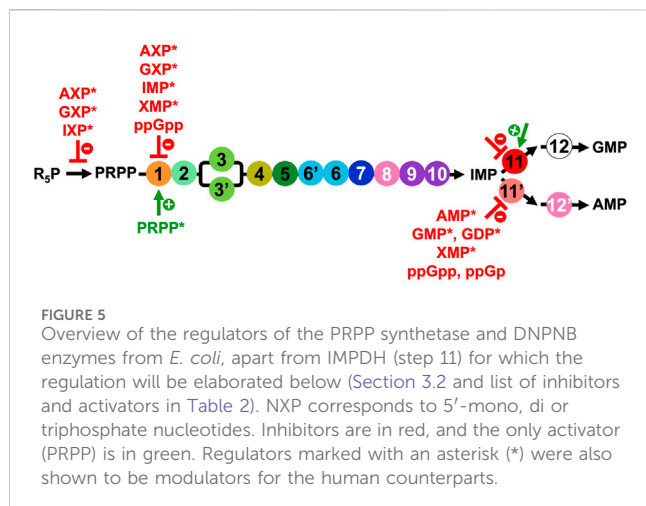 AXP*
GXP*
IMP*
XMP*
ppGpp
AXP*
GXP*
IXP*
R5P PRPP 1 2 3 3' 4 5 6' 6 7 8 9 10 IMP 11 12 GMP
11' 12' AMP
PRPP*
AMP*
GMP*, GDP*
XMP*
ppGpp, ppGp
FIGURE 5
Overview of the regulators of the PRPP synthetase and DNPNB
enzymes from E. coli, apart from IMPDH (step 11) for which the
regulation will be elaborated below (Section 3.2 and list of inhibitors
and activators in Table 2). NXP corresponds to 5′-mono, di or
triphosphate nucleotides. Inhibitors are in red, and the only activator
(PRPP) is in green. Regulators marked with an asterisk (*) were also
shown to be modulators for the human counterparts.